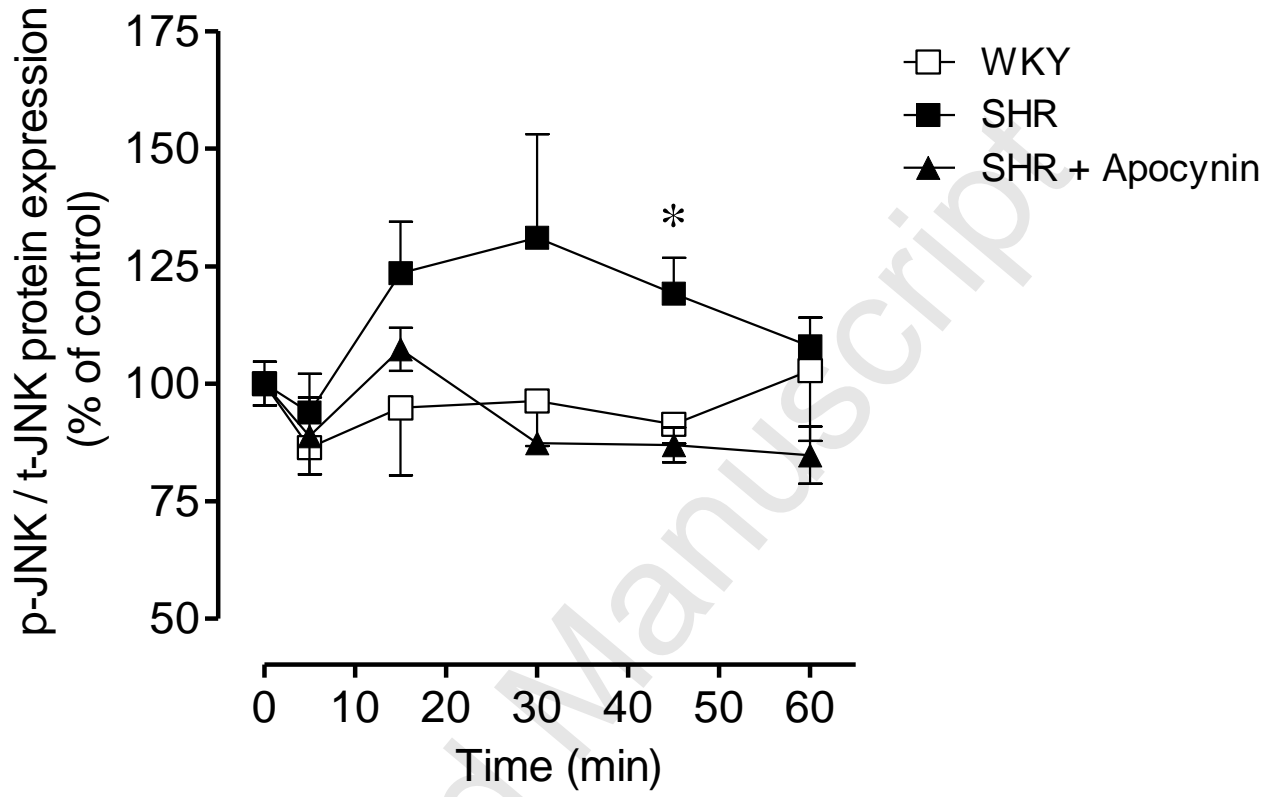 p-JNK / t-JNK protein expression
(% of control)
175
150
125
100
75
50
*
WKY
SHR
SHR + Apocynin
0 10 20 30 40 50 60
Time (min)
d Manuscript